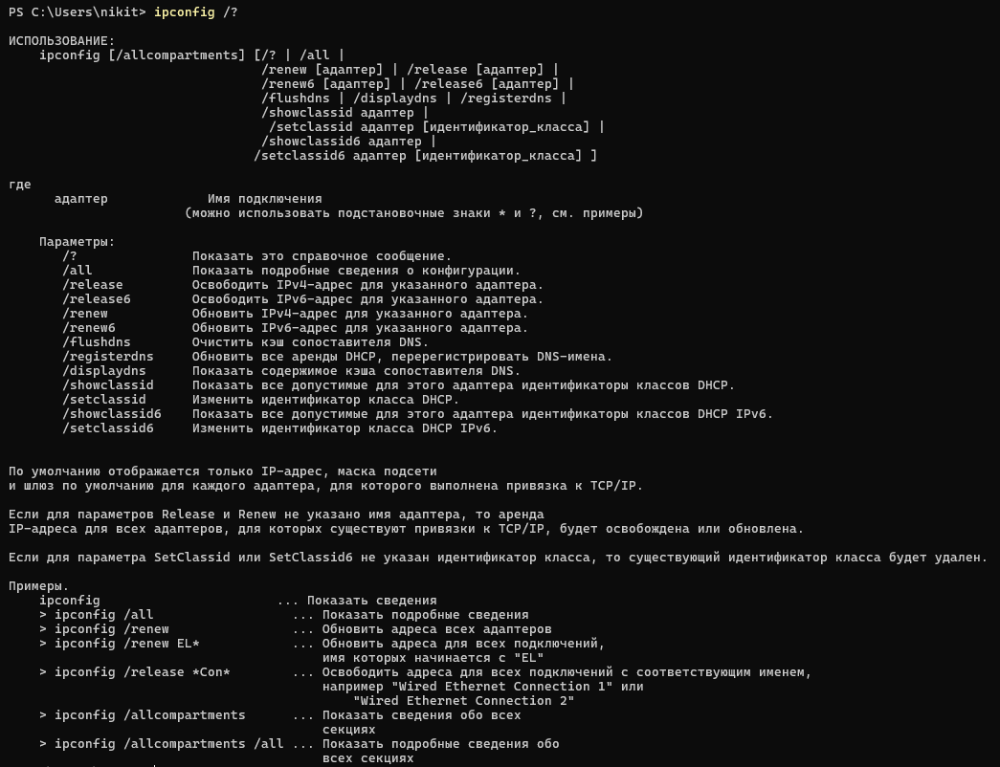 PS C:\Users\nikit> ipconfig /?
ИСПОЛЬЗОВАНИЕ:
    ipconfig [/allcompartments] [/? | /all |
                                 /renew [адаптер] | /release [адаптер] |
                                 /renew6 [адаптер] | /release6 [адаптер] |
                                 /flushdns | /displaydns | /registerdns |
                                 /showclassid адаптер |
                                  /setclassid адаптер [идентификатор_класса] |
                                 /showclassid6 адаптер |
                                /setclassid6 адаптер [идентификатор_класса] ]
где
      адаптер             Имя подключения
                       (можно использовать подстановочные знаки * и ?, см. примеры)
    Параметры:
       /?               Показать это справочное сообщение.
       /all             Показать подробные сведения о конфигурации.
       /release         Освободить IPv4-адрес для указанного адаптера.
       /release6        Освободить IPv6-адрес для указанного адаптера.
       /renew           Обновить IPv4-адрес для указанного адаптера.
       /renew6          Обновить IPv6-адрес для указанного адаптера.
       /flushdns        Очистить кэш сопоставителя DNS.
       /registerdns     Обновить все аренды DHCP, перерегистрировать DNS-имена.
       /displaydns      Показать содержимое кэша сопоставителя DNS.
       /showclassid     Показать все допустимые для этого адаптера идентификаторы классов DHCP.
       /setclassid      Изменить идентификатор класса DHCP.
       /showclassid6    Показать все допустимые для этого адаптера идентификаторы классов DHCP IPv6.
       /setclassid6     Изменить идентификатор класса DHCP IPv6.
По умолчанию отображается только IP-адрес, маска подсети
и шлюз по умолчанию для каждого адаптера, для которого выполнена привязка к TCP/IP.
Если для параметров Release и Renew не указано имя адаптера, то аренда
IP-адреса для всех адаптеров, для которых существуют привязки к TCP/IP, будет освобождена или обновлена.
Если для параметра SetClassid или SetClassid6 не указан идентификатор класса, то существующий идентификатор класса будет удален.
Примеры.
    ipconfig                       ... Показать сведения
    > ipconfig /all                  ... Показать подробные сведения
    > ipconfig /renew                ... Обновить адреса всех адаптеров
    > ipconfig /renew EL*            ... Обновить адреса для всех подключений,
                                         имя которых начинается с "EL"
    > ipconfig /release *Con*        ... Освободить адреса для всех подключений с соответствующим именем,
                                         например "Wired Ethernet Connection 1" или
                                             "Wired Ethernet Connection 2"
    > ipconfig /allcompartments      ... Показать сведения обо всех
                                         секциях
    > ipconfig /allcompartments /all ... Показать подробные сведения обо
                                         всех секциях